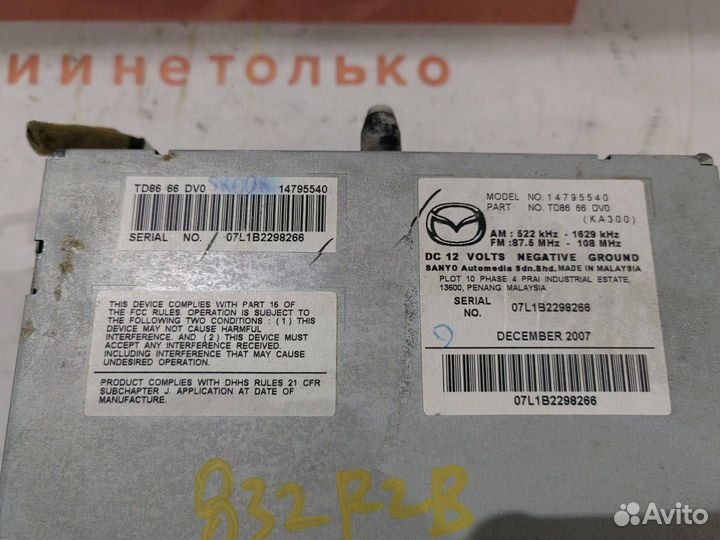 ии не только
TD86 66 DV0 14795540
SERIAL NO. 07L1B2298266
THIS DEVICE COMPLIES WITH PART 16 OF
THE FCC RULES. OPERATION IS SUBJECT TO
THE FOLLOWING TWO CONDITIONS : (1) THIS
DEVICE MAY NOT CAUSE HARMFUL
INTERFERENCE. AND (2) THIS DEVICE MUST
ACCEPT ANY INTERFERENCE RECEIVED.
INCLUDING INTERFERENCE THAT MAY CAUSE
UNDESIRED OPERATION.
PRODUCT COMPLIES WITH DHHS RULES 21 CFR
SUBCHAPTER J. APPLICATION AT DATE OF
MANUFACTURE.
MODEL NO. 14795540
PART NO. TD86 66 DV0
(KA300)
AM : 522 kHz - 1629 kHz
FM : 87.5 MHz - 108 MHz
DC 12 VOLTS NEGATIVE GROUND
SANYO Automedia Sdn.Bhd. MADE IN MALAYSIA
PLOT 10 PHASE 4 PRAI INDUSTRIAL ESTATE,
13600, PENANG MALAYSIA
SERIAL NO. 07L1B2298266
DECEMBER 2007
07L1B2298266
832R2B
Avito